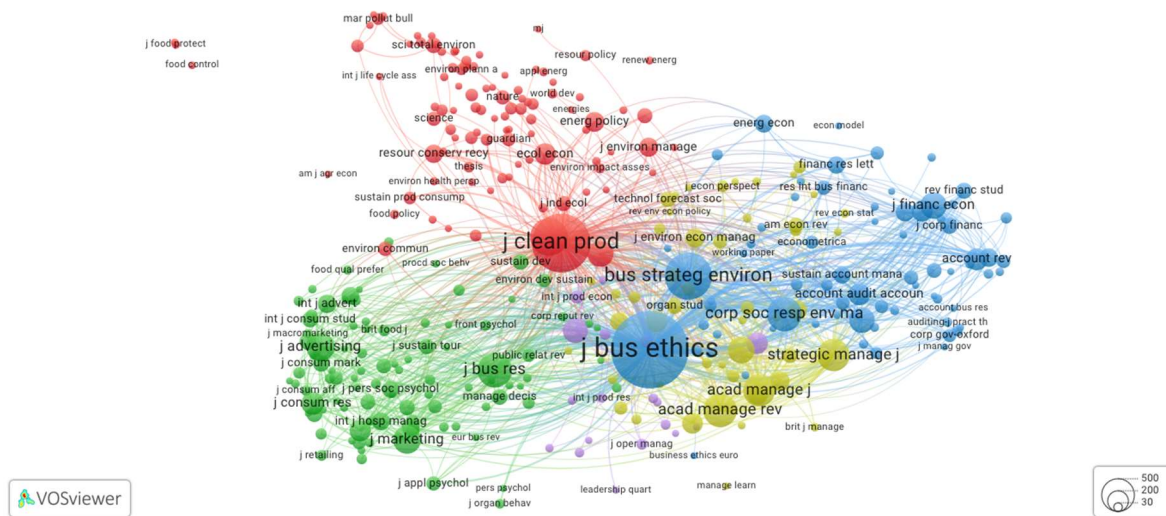 mar pollut bull
mj
j food protect
sci total environ
resour policy
food control
environ plann a
appl energ
renew energ
int j life cycle ass
nature
world dev
energies
science
energ policy
energ econ
econ model
guardian
resour conserv recy
ecol econ
j environ manage
thesis
environ impact asses
financ res lett
am j agr econ
environ health persp
j econ perspect
res int bus financ
rev financ stud
sustain prod consump
j ind ecol
technol forecast soc
j financ econ
food policy
rev env econ policy
rev econ stat
am econ rev
j corp financ
j clean prod
j environ econ manag
econometrica
environ commun
working paper
procd soc behv
sustain dev
account rev
food qual prefer
environ dev sustain
bus strateg environ
sustain account mana
int j advert
int j prod econ
organ stud
account audit accoun
int j consum stud
corp reput rev
corp soc resp env ma
account bus res
j macromarketing
brit food j
front psychol
auditing-j pract th
corp gov-oxford
j advertising
j sustain tour
j bus ethics
j manag gov
j consum mark
public relat rev
strategic manage j
j bus res
j consum aff
j pers soc psychol
manage decis
int j prod res
acad manage j
j consum res
acad manage rev
int j hosp manag
brit j manage
j marketing
eur bus rev
j oper manag
j retailing
business ethics euro
j appl psychol
pers psychol
leadership quart
manage learn
j organ behav
VOSviewer
500
200
30